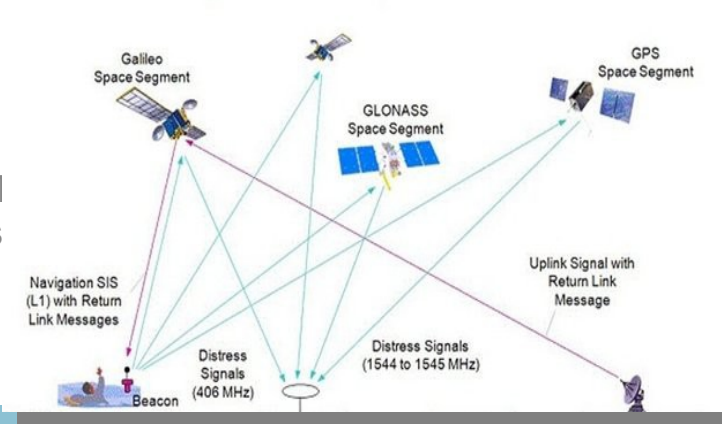 Galileo
Space Segment
GPS
Space Segment
GLONASS
Space Segment
Navigation SIS
(L1) with Return
Link Messages
Uplink Signal with
Return Link
Message
Distress
Signals
(406 MHz)
Distress Signals
(1544 to 1545 MHz)
Beacon